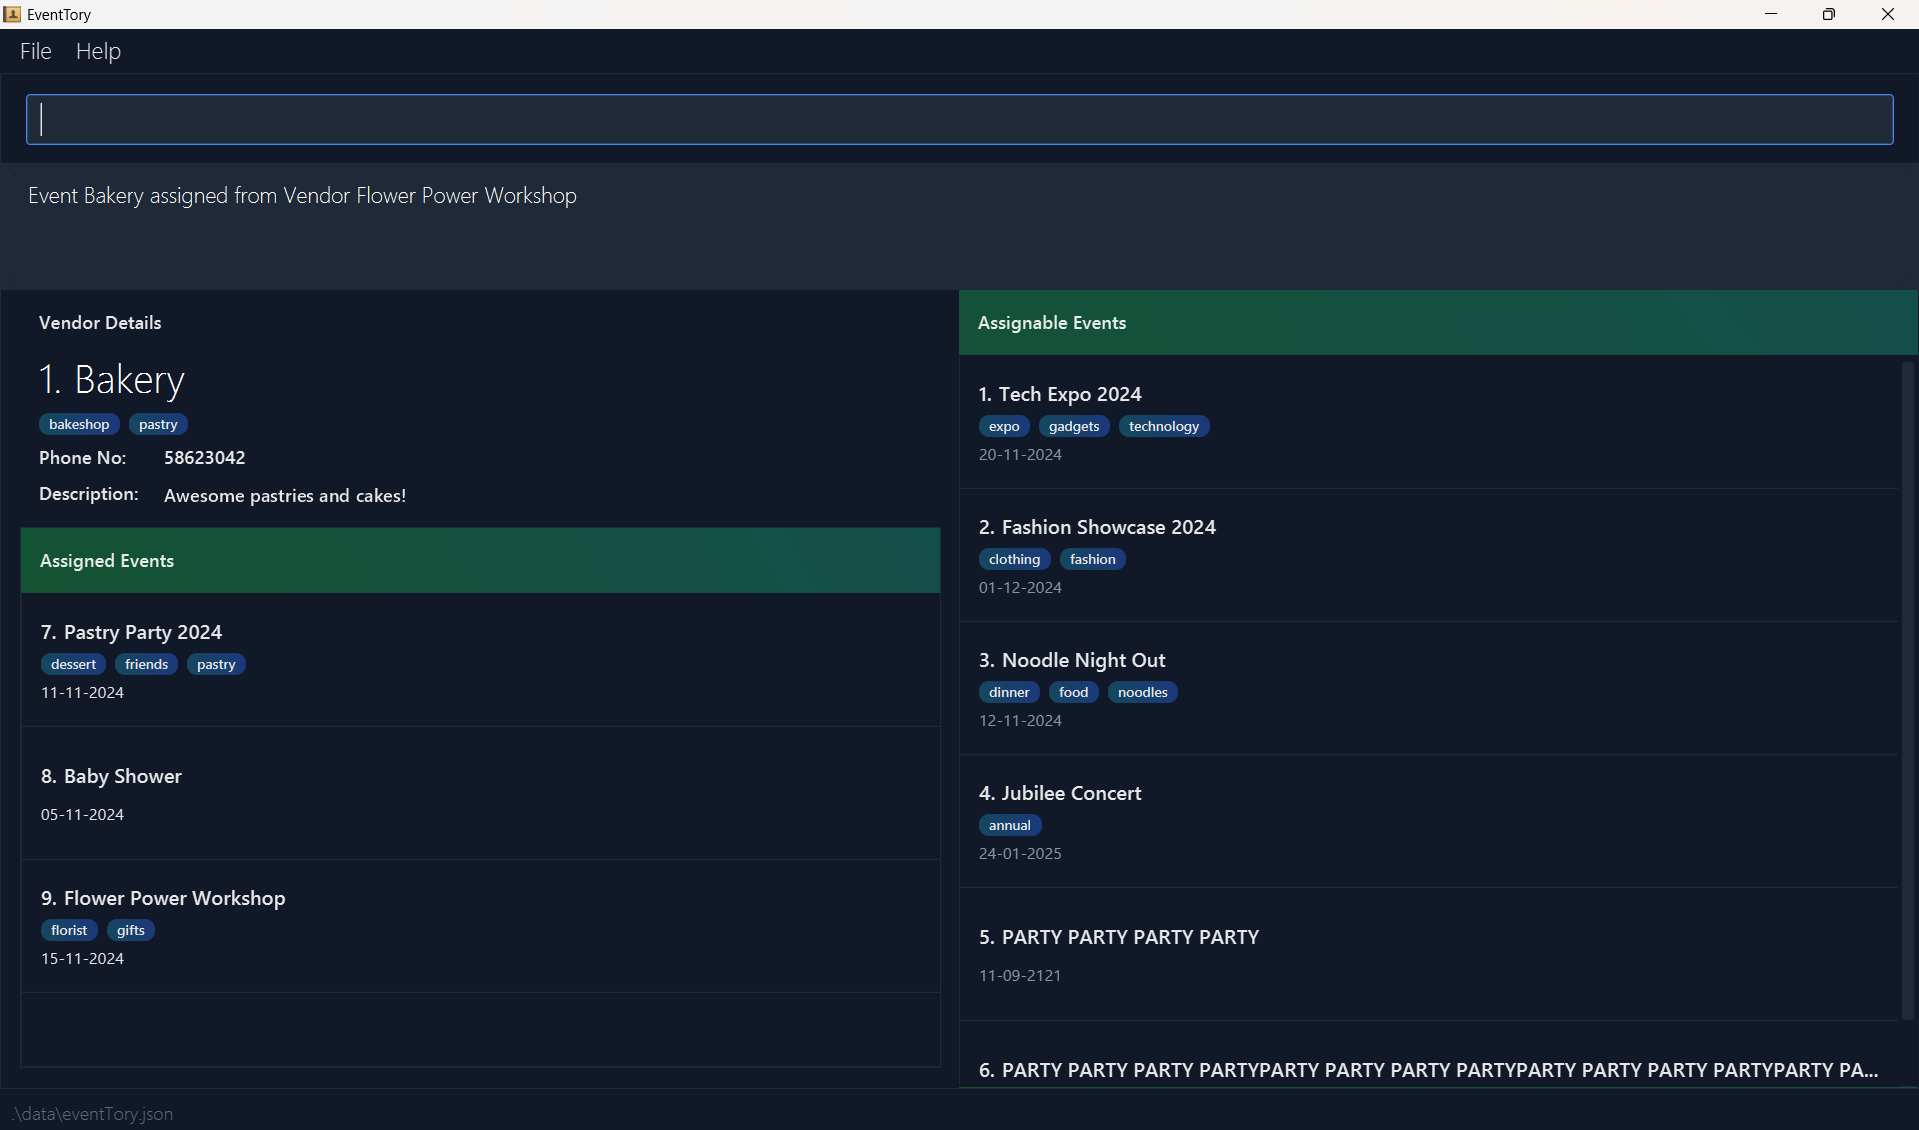 EventTory
File Help
Event Bakery assigned from Vendor Flower Power Workshop
Vendor Details
1. Bakery
bakeshop pastry
Phone No: 58623042
Description: Awesome pastries and cakes!
Assigned Events
7. Pastry Party 2024
dessert friends pastry
11-11-2024
8. Baby Shower
05-11-2024
9. Flower Power Workshop
florist gifts
15-11-2024
Assignable Events
1. Tech Expo 2024
expo gadgets technology
20-11-2024
2. Fashion Showcase 2024
clothing fashion
01-12-2024
3. Noodle Night Out
dinner food noodles
12-11-2024
4. Jubilee Concert
annual
24-01-2025
5. PARTY PARTY PARTY PARTY
11-09-2121
6. PARTY PARTY PARTY PARTYPARTY PARTY PARTY PARTYPARTY PARTY PARTY PARTYPARTY PA...
.\data\eventTory.json